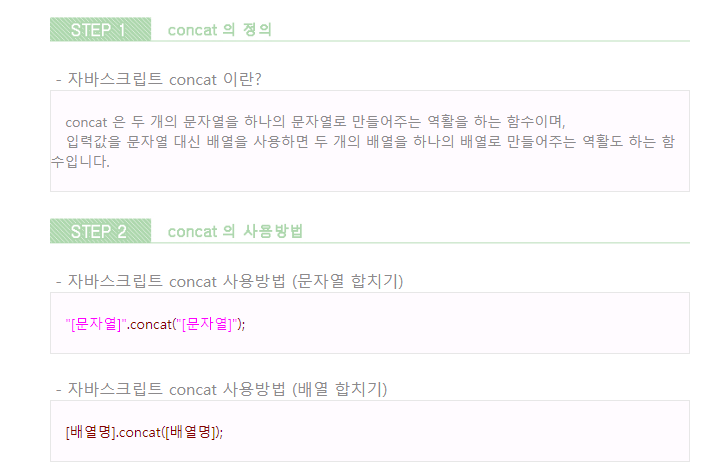 STEP 1 concat 의 정의
- 자바스크립트 concat 이란?
concat 은 두 개의 문자열을 하나의 문자열로 만들어주는 역활을 하는 함수이며,
입력값을 문자열 대신 배열을 사용하면 두 개의 배열을 하나의 배열로 만들어주는 역활도 하는 함
수입니다.
STEP 2 concat 의 사용방법
- 자바스크립트 concat 사용방법 (문자열 합치기)
"[문자열]".concat("[문자열]");
- 자바스크립트 concat 사용방법 (배열 합치기)
[배열명].concat([배열명]);